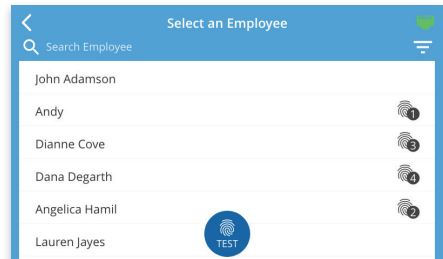 Select an Employee
Search Employee
John Adamson
Andy 1
Dianne Cove 3
Dana Degarth 4
Angelica Hamil 2
Lauren Jayes
TEST